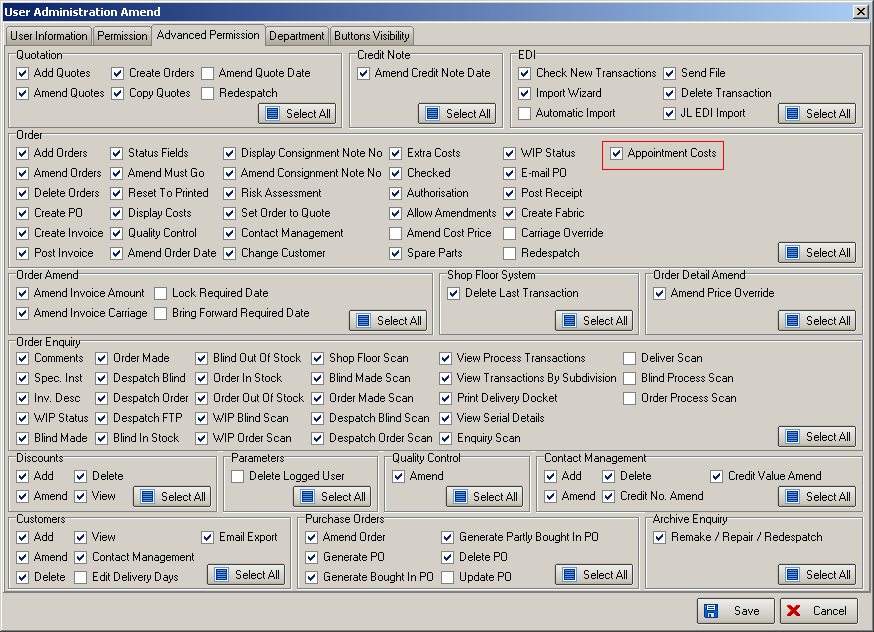 User Administration Amend
User Information Permission Advanced Permission Department Buttons Visibility
Quotation
Add Quotes Create Orders Amend Quote Date
Amend Quotes Copy Quotes Redespatch
Select All
Credit Note
Amend Credit Note Date
Select All
EDI
Check New Transactions Send File
Import Wizard Delete Transaction
Automatic Import JL EDI Import Select All
Order
Add Orders Status Fields Display Consignment Note No Extra Costs WIP Status Appointment Costs
Amend Orders Amend Must Go Amend Consignment Note No Checked E-mail PO
Delete Orders Reset To Printed Risk Assessment Authorisation Post Receipt
Create PO Display Costs Set Order to Quote Allow Amendments Create Fabric
Create Invoice Quality Control Contact Management Amend Cost Price Carriage Override
Post Invoice Amend Order Date Change Customer Spare Parts Redespatch Select All
Order Amend
Amend Invoice Amount Lock Required Date
Amend Invoice Carriage Bring Forward Required Date
Select All
Shop Floor System
Delete Last Transaction
Select All
Order Detail Amend
Amend Price Override
Select All
Order Enquiry
Comments Order Made Blind Out Of Stock Shop Floor Scan View Process Transactions Deliver Scan
Spec. Inst Despatch Blind Order In Stock Blind Made Scan View Transactions By Subdivision Blind Process Scan
Inv. Desc Despatch Order Order Out Of Stock Order Made Scan Print Delivery Docket Order Process Scan
WIP Status Despatch FTP WIP Blind Scan Despatch Blind Scan View Serial Details
Blind Made Blind In Stock WIP Order Scan Despatch Order Scan Enquiry Scan Select All
Discounts
Add Delete
Amend View Select All
Parameters
Delete Logged User
Select All
Quality Control
Amend
Select All
Contact Management
Add Delete Credit Value Amend
Amend Credit No. Amend Select All
Customers
Add View Email Export
Amend Contact Management
Delete Edit Delivery Days Select All
Purchase Orders
Amend Order Generate Partly Bought In PO
Generate PO Delete PO
Generate Bought In PO Update PO Select All
Archive Enquiry
Remake / Repair / Redespatch
Select All
Save Cancel